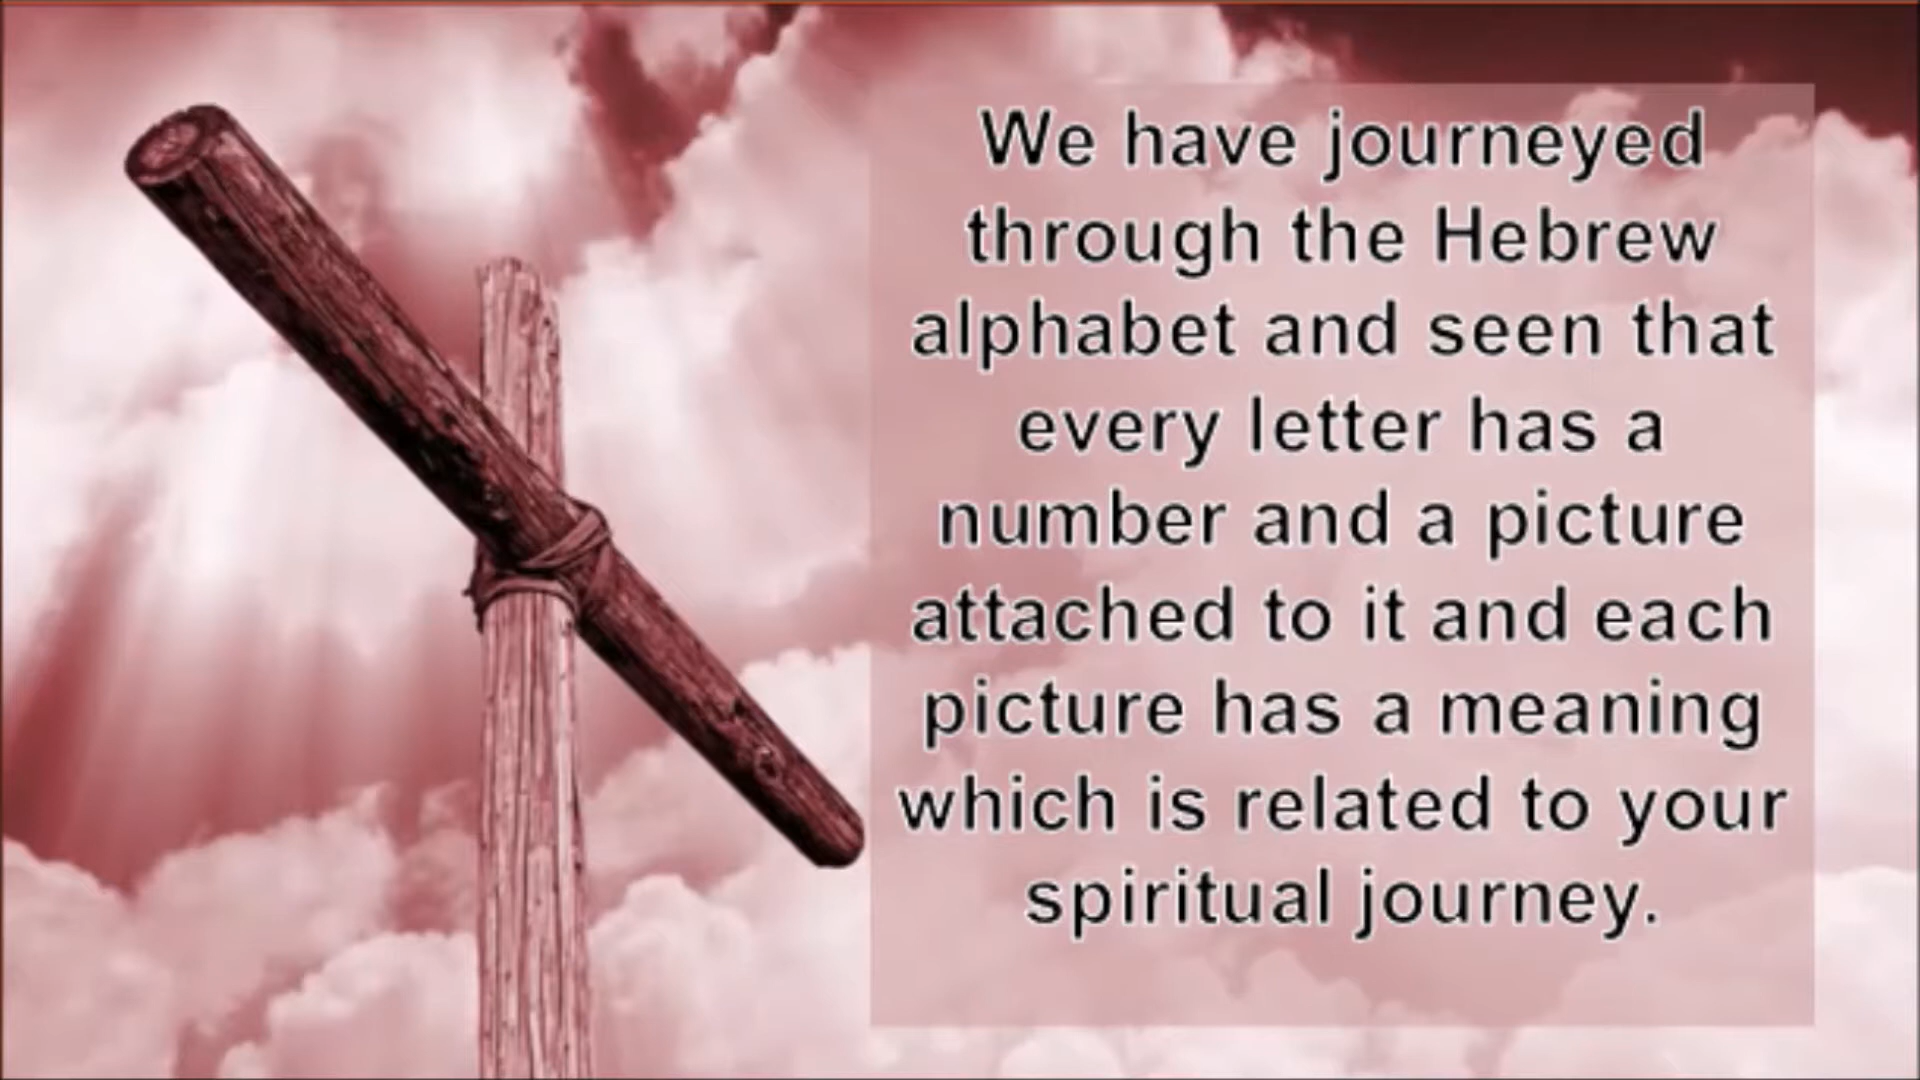 We have journeyed
through the Hebrew
alphabet and seen that
every letter has a
number and a picture
attached to it and each
picture has a meaning
which is related to your
spiritual journey.